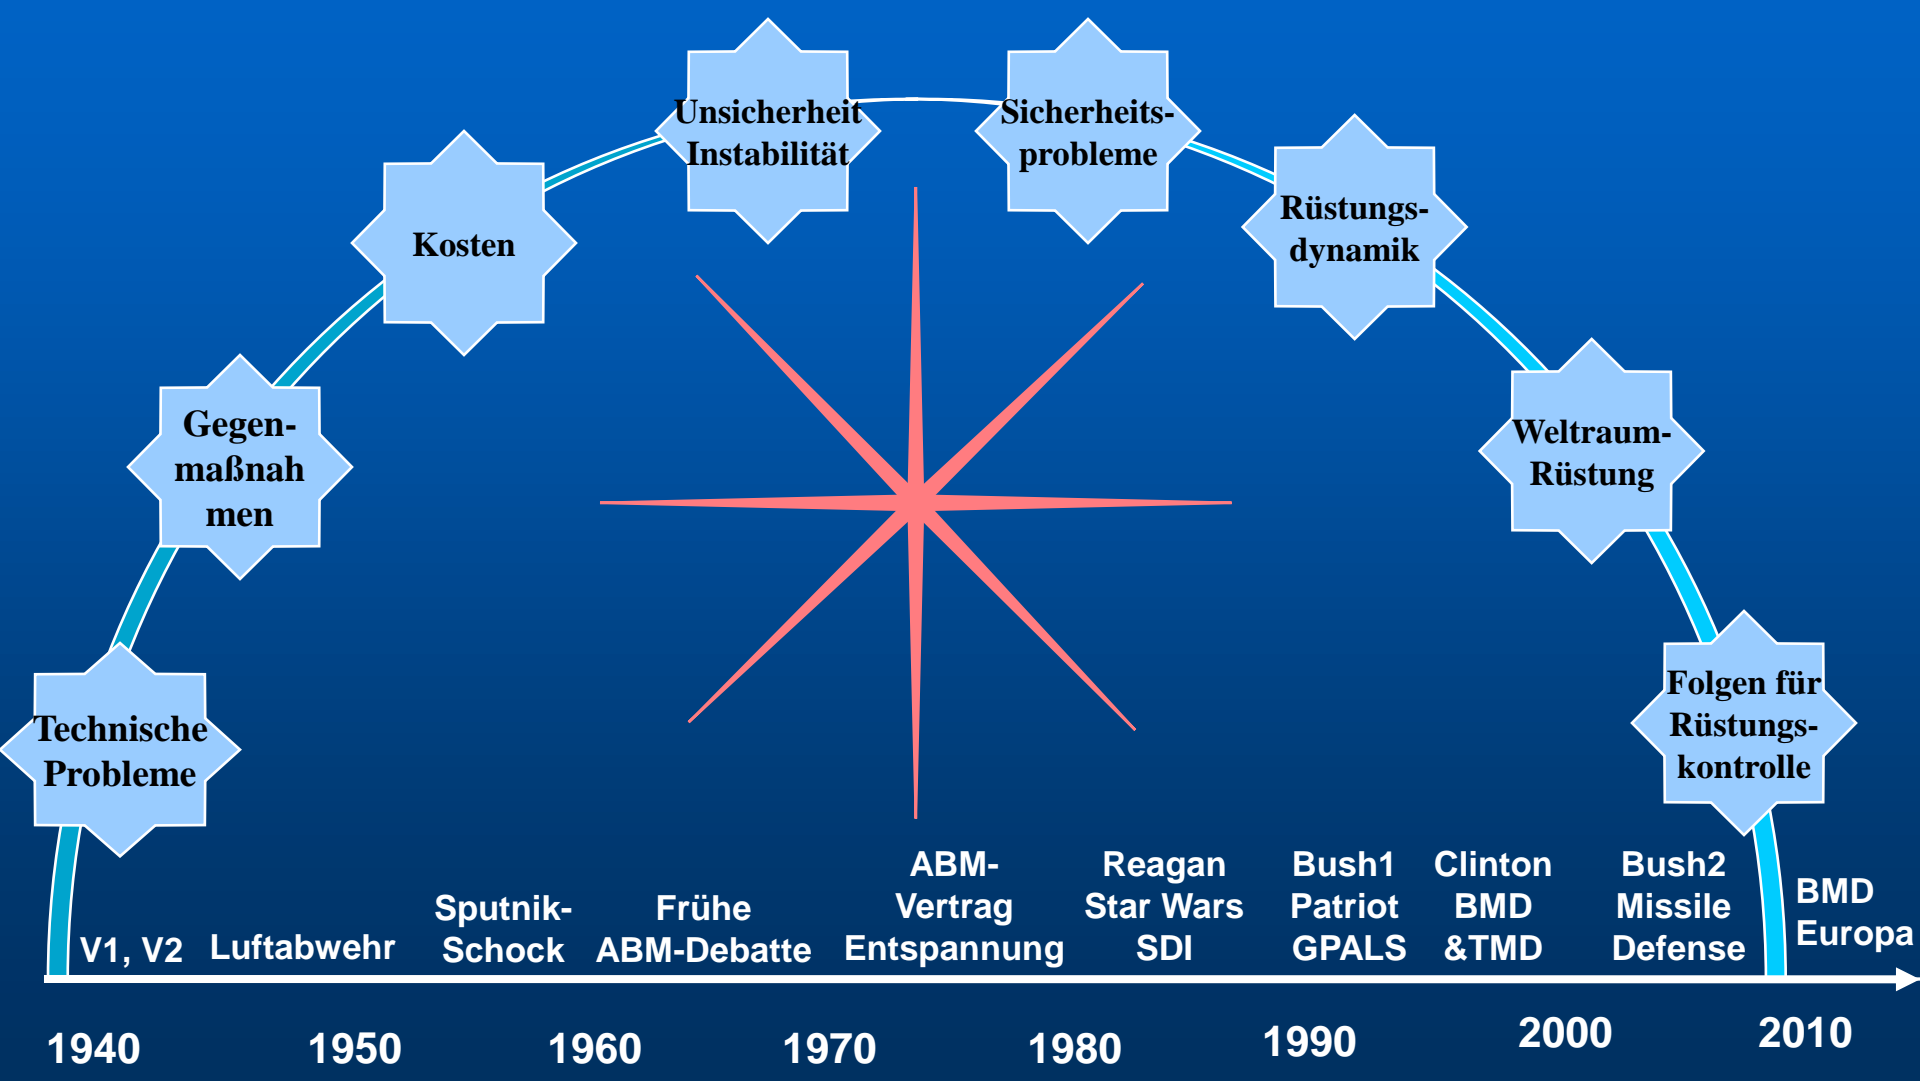 Unsicherheit
Instabilität
Sicherheits-
probleme
Kosten
Rüstungs-
dynamik
Gegen-
maßnah
men
Weltraum-
Rüstung
Technische
Probleme
Folgen für
Rüstungs-
kontrolle
V1, V2
Luftabwehr
Sputnik-
Schock
Frühe
ABM-Debatte
ABM-
Vertrag
Entspannung
Reagan
Star Wars
SDI
Bush1
Patriot
GPALS
Clinton
BMD
&TMD
Bush2
Missile
Defense
BMD
Europa
1940
1950
1960
1970
1980
1990
2000
2010